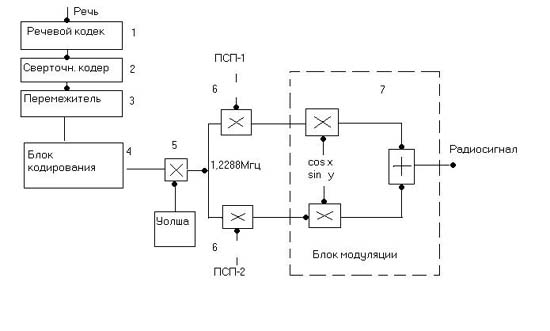 Речь
Речевой кодек
1
Сверточн. кодер
2
Перемежитель
3
Блок
кодирования
4
5
Уолша
1,2288Мгц
ПСП-1
6
6
ПСП-2
7
cos x
sin y
Блок модуляции
Радиосигнал